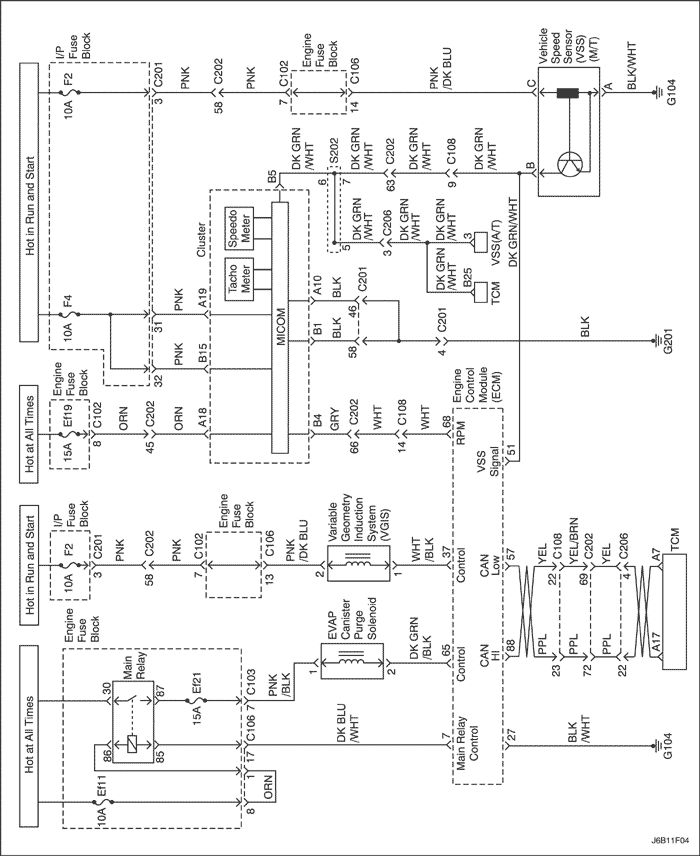 Hot in Run and Start
F2
10A
I/P
Fuse
Block
C201
3
PNK
C202
58
PNK
C102
7
Engine
Fuse
Block
C106
14
PNK
/DK BLU
Vehicle
Speed
Sensor
(VSS)
(M/T)
C
A
B
BLK/WHT
G104
F4
10A
31
32
PNK
PNK
A19
B15
Cluster
Speedo
Meter
Tacho
Meter
MICOM
B5
DK GRN
/WHT
S202
6
7
5
DK GRN
/WHT
C202
63
DK GRN
/WHT
C108
9
DK GRN
/WHT
DK GRN
/WHT
C206
3
DK GRN
/WHT
3
VSS(A/T)
DK GRN
/WHT
B25
TCM
DK GRN/WHT
A10
BLK
C201
46
B1
BLK
58
C201
4
BLK
G201
Hot at All Times
Ef19
15A
Engine
Fuse
Block
C102
8
ORN
C202
45
ORN
A18
B4
GRY
C202
66
WHT
C108
14
WHT
68
RPM
Engine
Control
Module
(ECM)
VSS
Signal
51
Hot in Run and Start
F2
10A
I/P
Fuse
Block
C201
3
PNK
C202
58
PNK
C102
7
Engine
Fuse
Block
C106
13
PNK
/DK BLU
2
Variable
Geometry
Induction
System
(VGIS)
1
WHT
/BLK
37
Control
CAN
Low
57
YEL
C108
22
YEL/BRN
C202
69
YEL
C206
4
A7
TCM
Hot at All Times
Engine
Fuse
Block
Main
Relay
30
87
86
85
Ef21
15A
C103
7
PNK
/BLK
1
EVAP
Canister
Purge
Solenoid
2
DK GRN
/BLK
65
Control
CAN
HI
88
PPL
23
PPL
72
PPL
22
A17
C106
17
DK BLU
/WHT
7
Main Relay
Control
27
BLK
/WHT
G104
Ef11
10A
1
8
ORN
J6B11F04